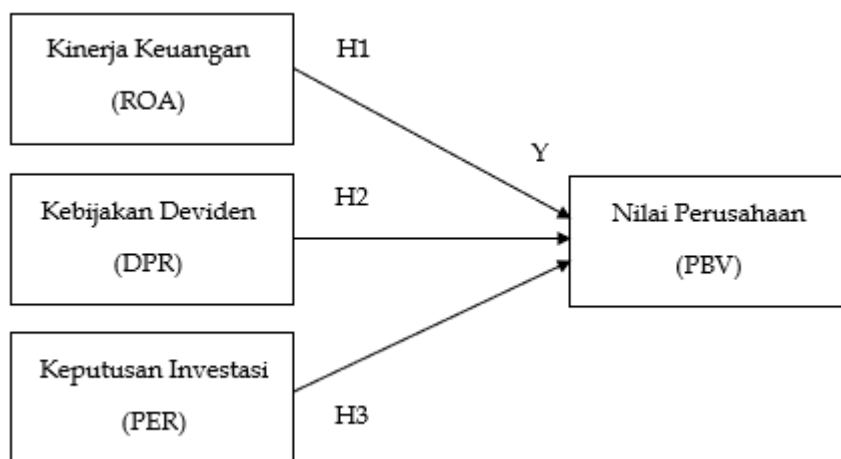 Kinerja Keuangan
(ROA)
H1
Y
Kebijakan Deviden
(DPR)
H2
Nilai Perusahaan
(PBV)
Keputusan Investasi
(PER)
H3